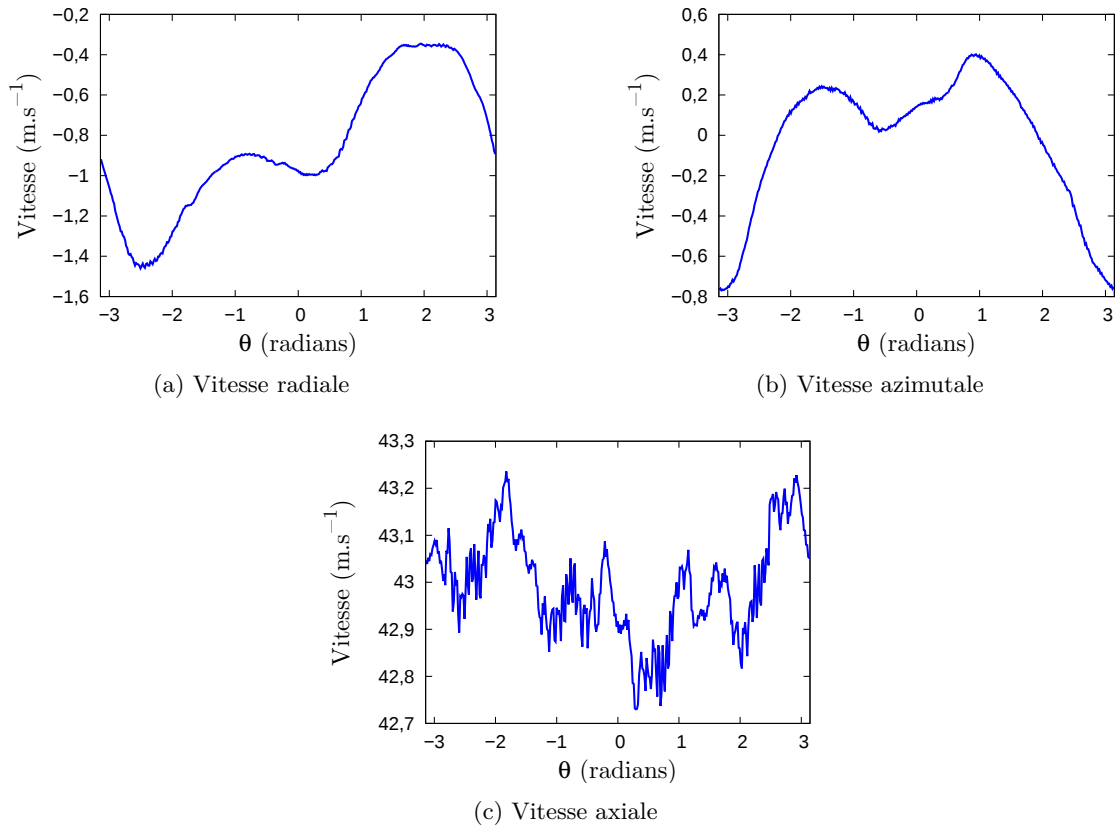 −0,2
−0,4
−0,6
−0,8
−1
−1,2
−1,4
−1,6
Vitesse (m.s−1)
−3 −2 −1 0 1 2 3
θ (radians)
(a) Vitesse radiale
0,6
0,4
0,2
0
0,2
0,4
0,6
−0,8
Vitesse (m.s−1)
−3 −2 −1 0 1 2 3
θ (radians)
(b) Vitesse azimutale
43,3
43,2
43,1
43
42,9
42,8
42,7
Vitesse (m.s−1)
−3 −2 −1 0 1 2 3
θ (radians)
(c) Vitesse axiale